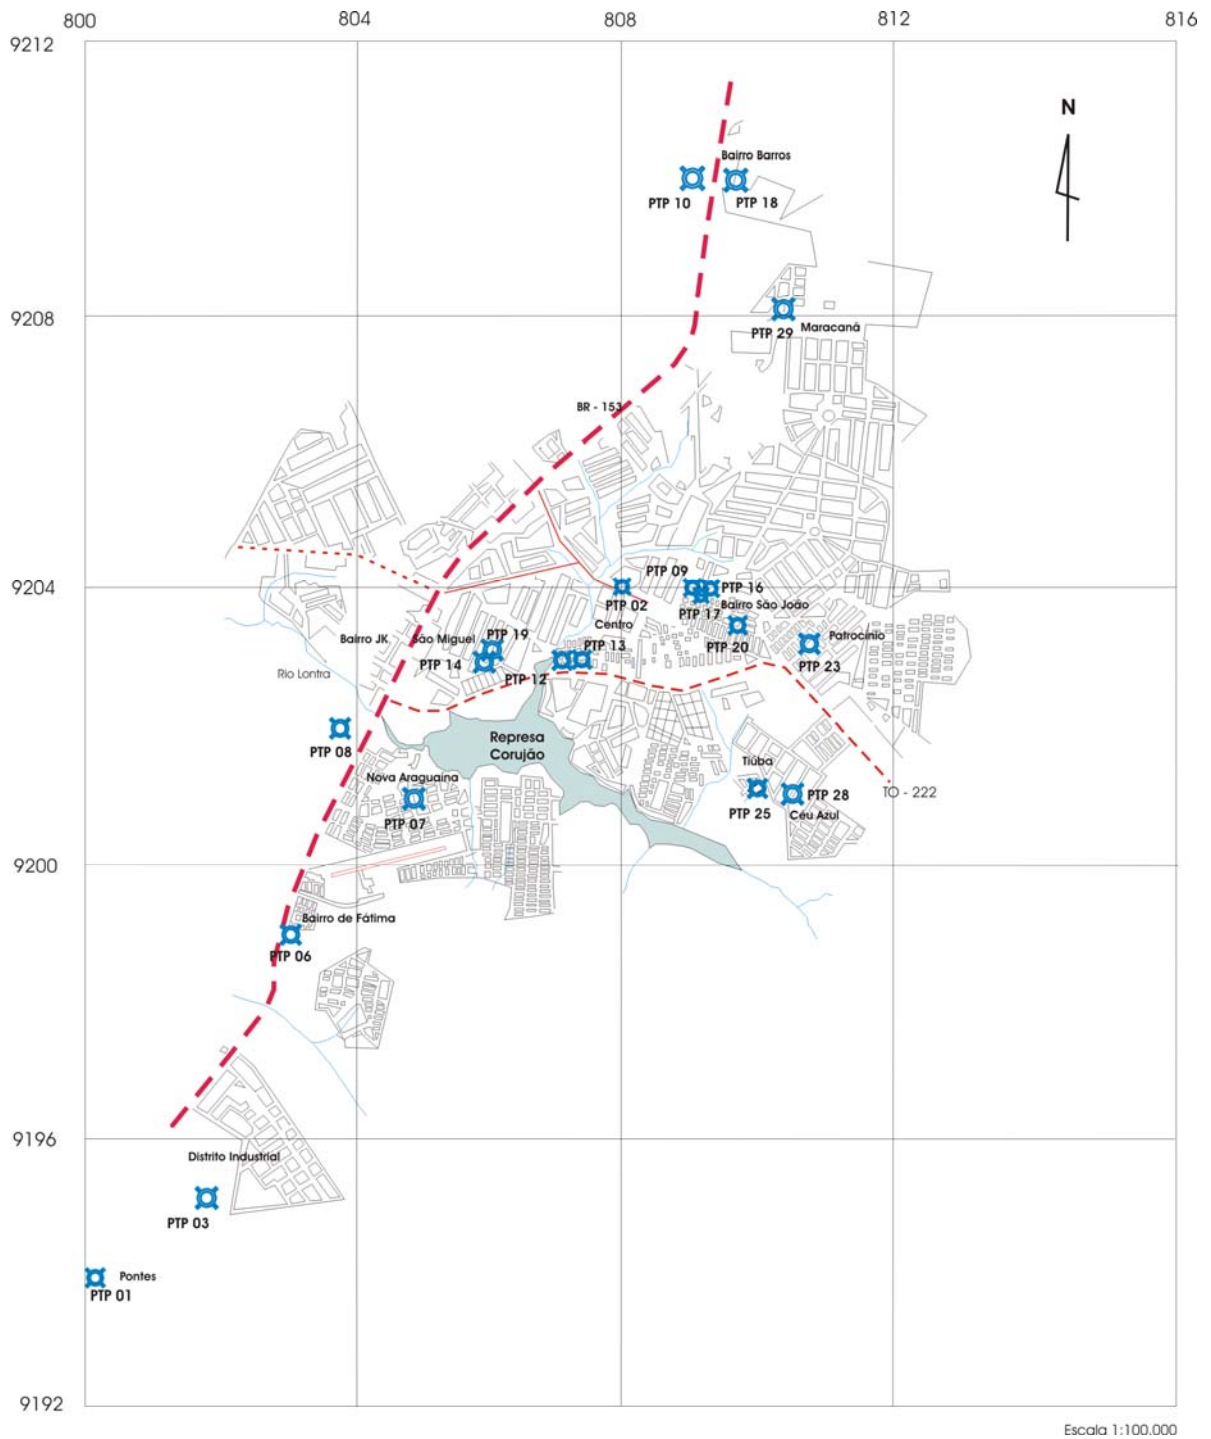 800
804
808
812
816
9212
N
Bairro Barros
PTP 10
PTP 18
9208
Maracanã
PTP 29
BR - 153
9204
PTP 09
PTP 16
PTP 02
Bairro São João
PTP 17
Centro
Bairro JK
São Miguel
PTP 19
PTP 13
PTP 20
Patrocínio
PTP 14
PTP 23
Rio Lontra
PTP 12
PTP 08
Represa
Corujão
Tiúba
Nova Araguaina
TO - 222
PTP 28
PTP 25
Céu Azul
PTP 07
9200
Bairro de Fátima
PTP 06
9196
Distrito Industrial
PTP 03
Pontes
PTP 01
9192
Escala 1:100.000